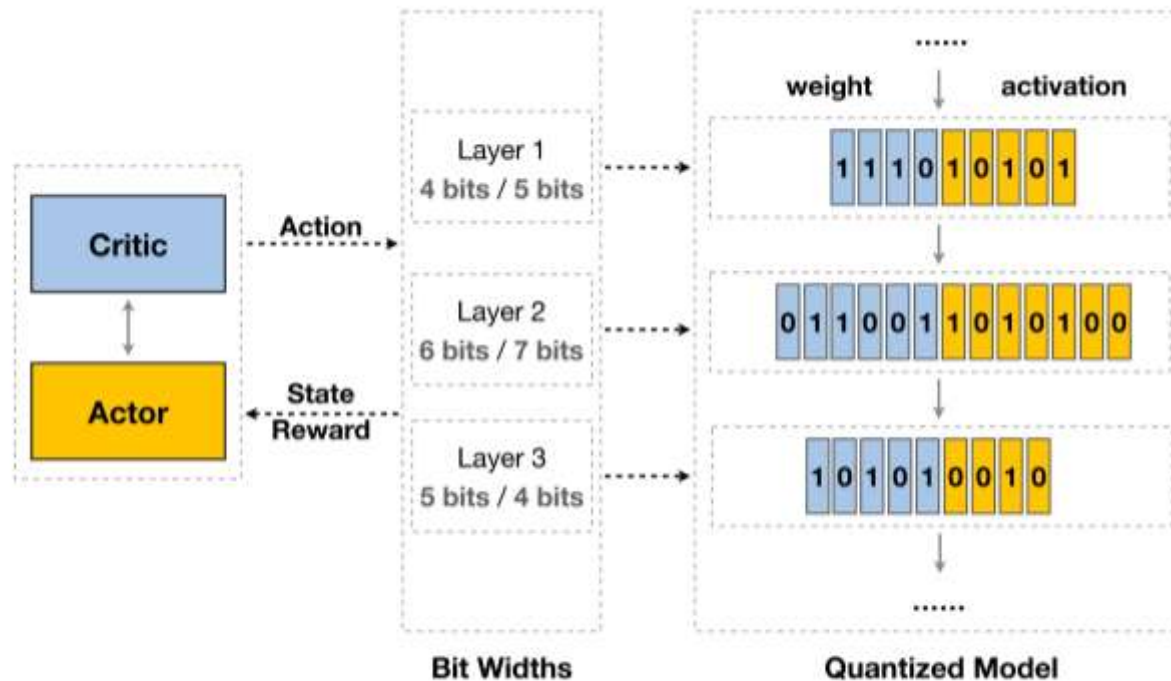 Critic
Actor
Action
State
Reward
Layer 1
4 bits / 5 bits
Layer 2
6 bits / 7 bits
Layer 3
5 bits / 4 bits
Bit Widths
......
weight activation
1 1 1 0 1 0 1 0 1
0 1 1 0 0 1 1 0 1 0 1 0 0
1 0 1 0 1 0 0 1 0
......
Quantized Model